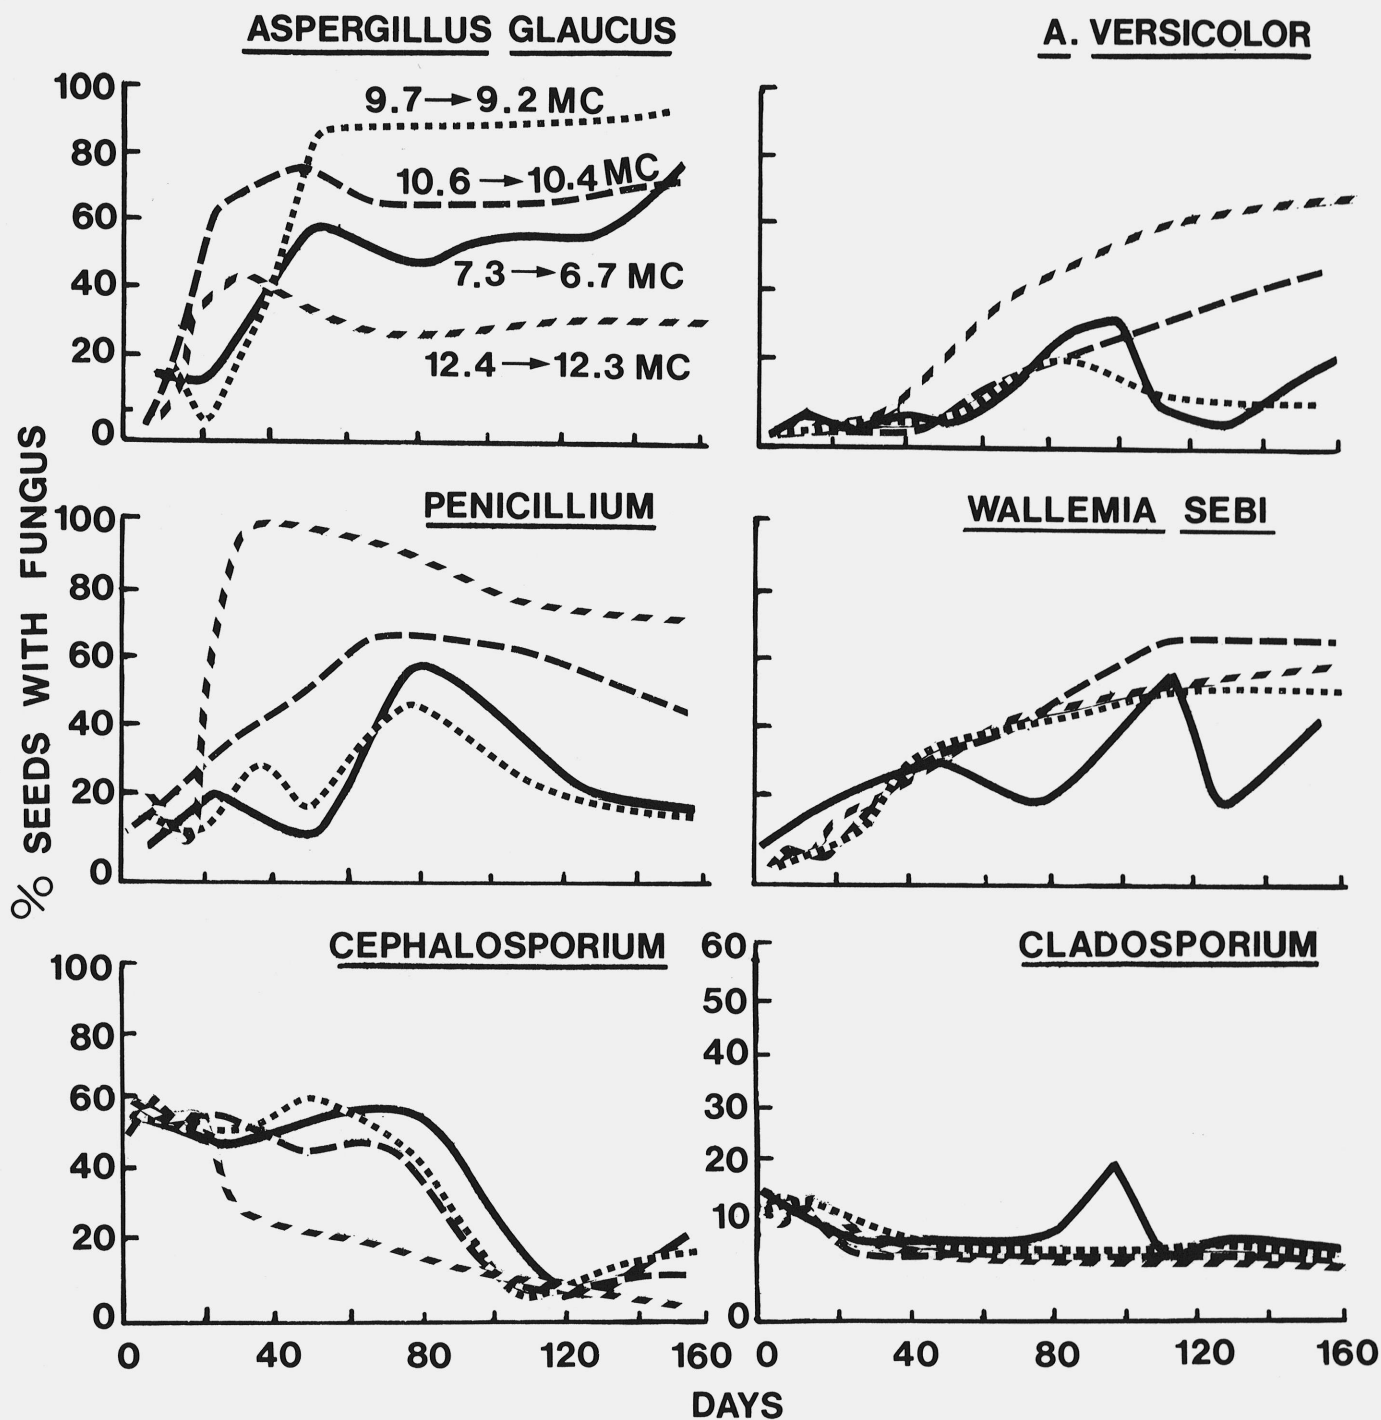 ASPERGILLUS GLAUCUS
A. VERSICOLOR
100
80
60
40
20
0
9.7→9.2 MC
10.6→10.4 MC
7.3→6.7 MC
12.4→12.3 MC
% SEEDS WITH FUNGUS
PENICILLIUM
WALLEMIA SEBI
100
80
60
40
20
0
CEPHALOSPORIUM
CLADOSPORIUM
100
80
60
40
20
0
60
50
40
30
20
10
0
0 40 80 120 160
0 40 80 120 160
DAYS